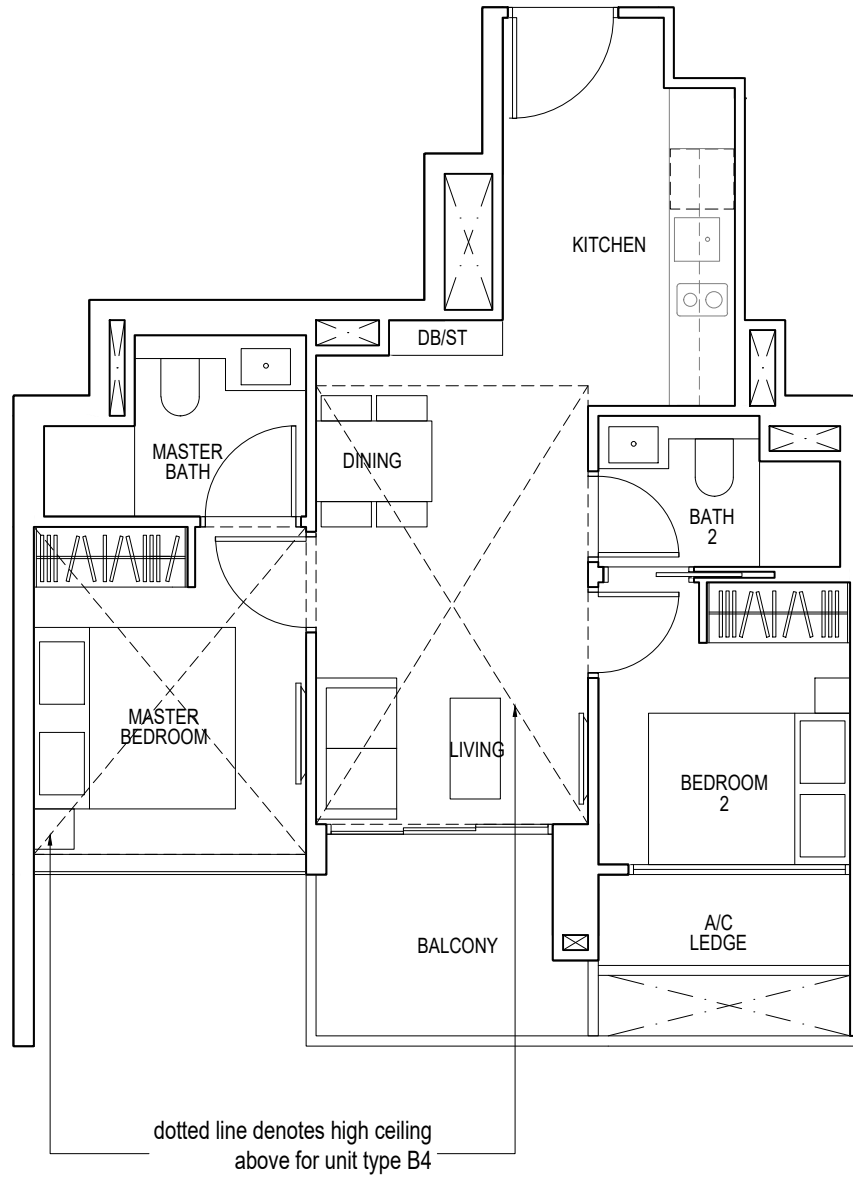 KITCHEN
DB/ST
MASTER
BATH
DINING
BATH
2
MASTER
BEDROOM
LIVING
BEDROOM
2
BALCONY
A/C
LEDGE
dotted line denotes high ceiling
above for unit type B4